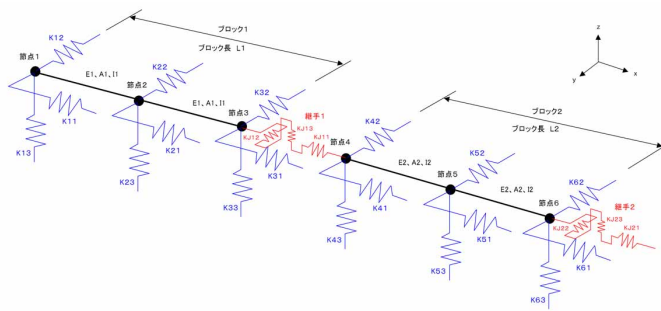 ブロック1
ブロック長 L1
K12
節点1
K22
E1、A1、I1
節点2
K32
E1、A1、I1
節点3
継手1
K11
K13
K21
K23
KJ12
KJ13
KJ11
K31
K33
K42
節点4
ブロック2
ブロック長 L2
K52
E2、A2、I2
K41
K43
節点5
K62
E2、A2、I2
節点6
継手2
K51
K53
KJ22
KJ23
KJ21
K61
K63
z
x
y